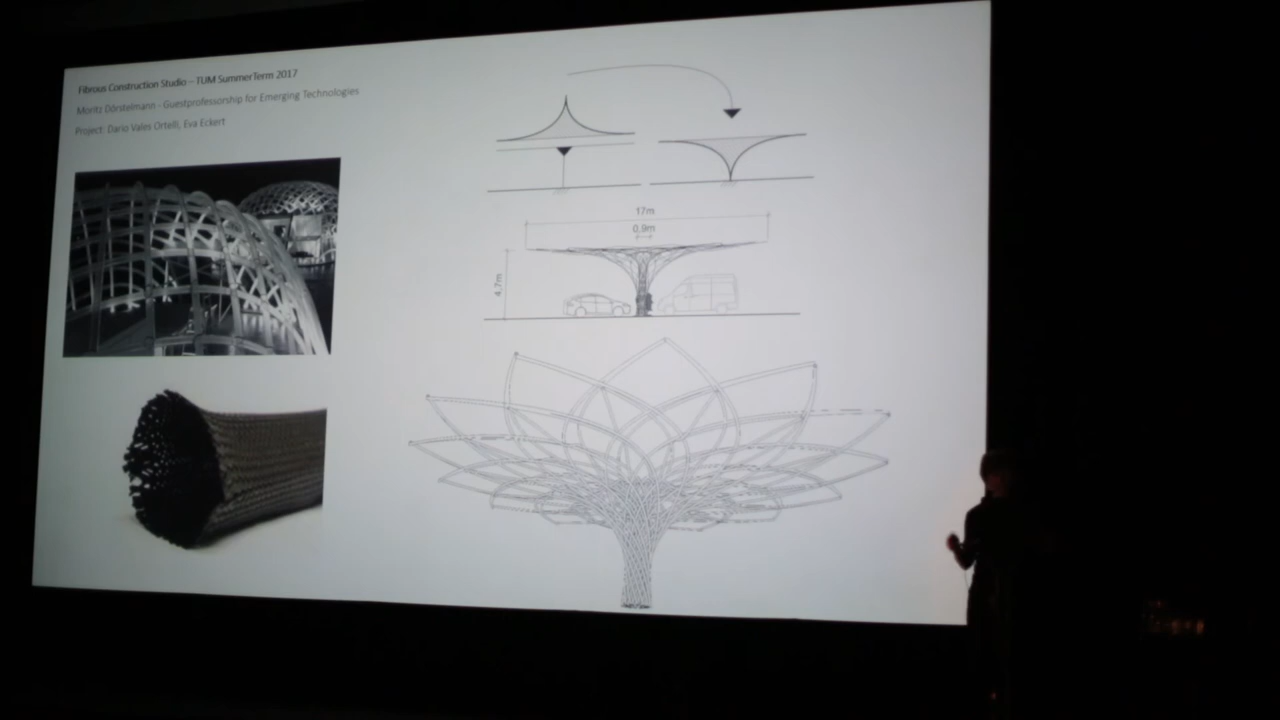 Fibrous Construction Studio – TUM SummerTerm 2017
Moritz Dörstelmann - Guestprofessorship for Emerging Technologies
Project: Dario Vales Ortelli, Eva Eckert
17m
0,9m
4,7m